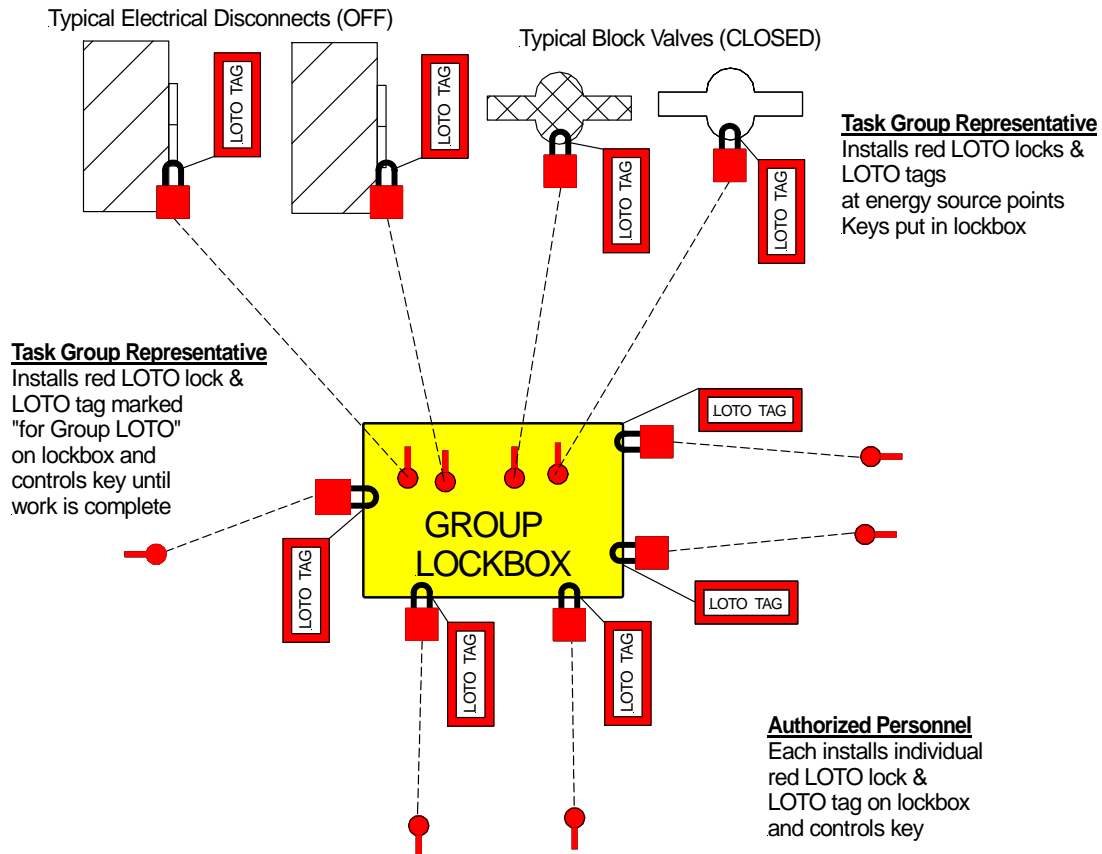 Typical Electrical Disconnects (OFF)
Typical Block Valves (CLOSED)
LOTO TAG
LOTO TAG
LOTO TAG
LOTO TAG
Task Group Representative
Installs red LOTO locks &
LOTO tags
at energy source points
Keys put in lockbox
Task Group Representative
Installs red LOTO lock &
LOTO tag marked
"for Group LOTO"
on lockbox and
controls key until
work is complete
LOTO TAG
GROUP
LOCKBOX
LOTO TAG
LOTO TAG
LOTO TAG
LOTO TAG
Authorized Personnel
Each installs individual
red LOTO lock &
LOTO tag on lockbox
and controls key